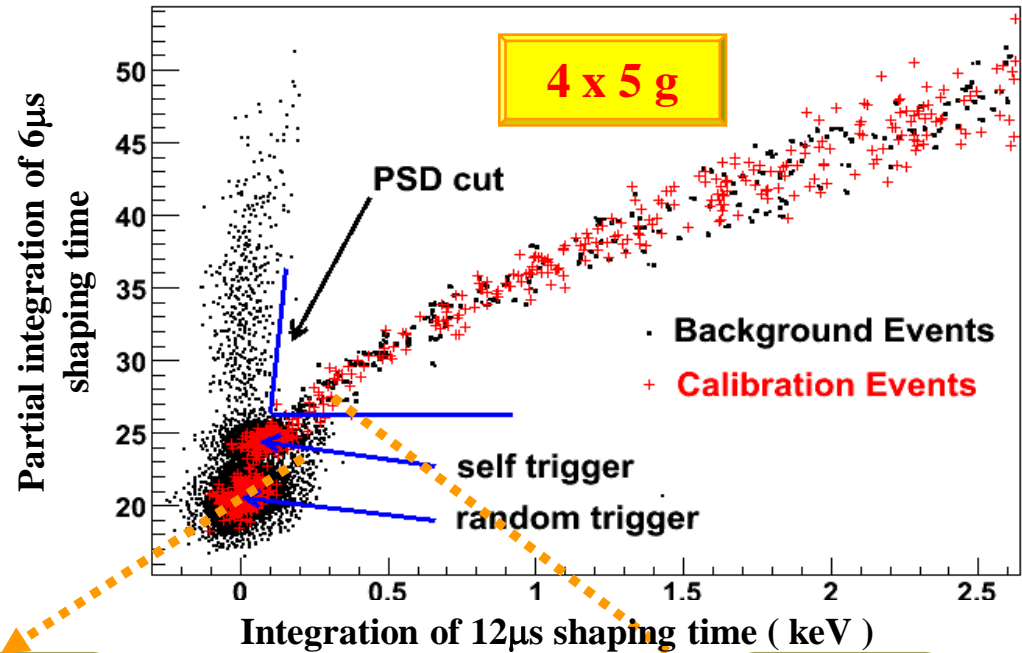 4 x 5 g
Partial integration of 6μs
shaping time
50
45
40
35
30
25
20
PSD cut
Background Events
+ Calibration Events
self trigger
random trigger
0
0.5
1
1.5
2
2.5
Integration of 12μs shaping time ( keV )